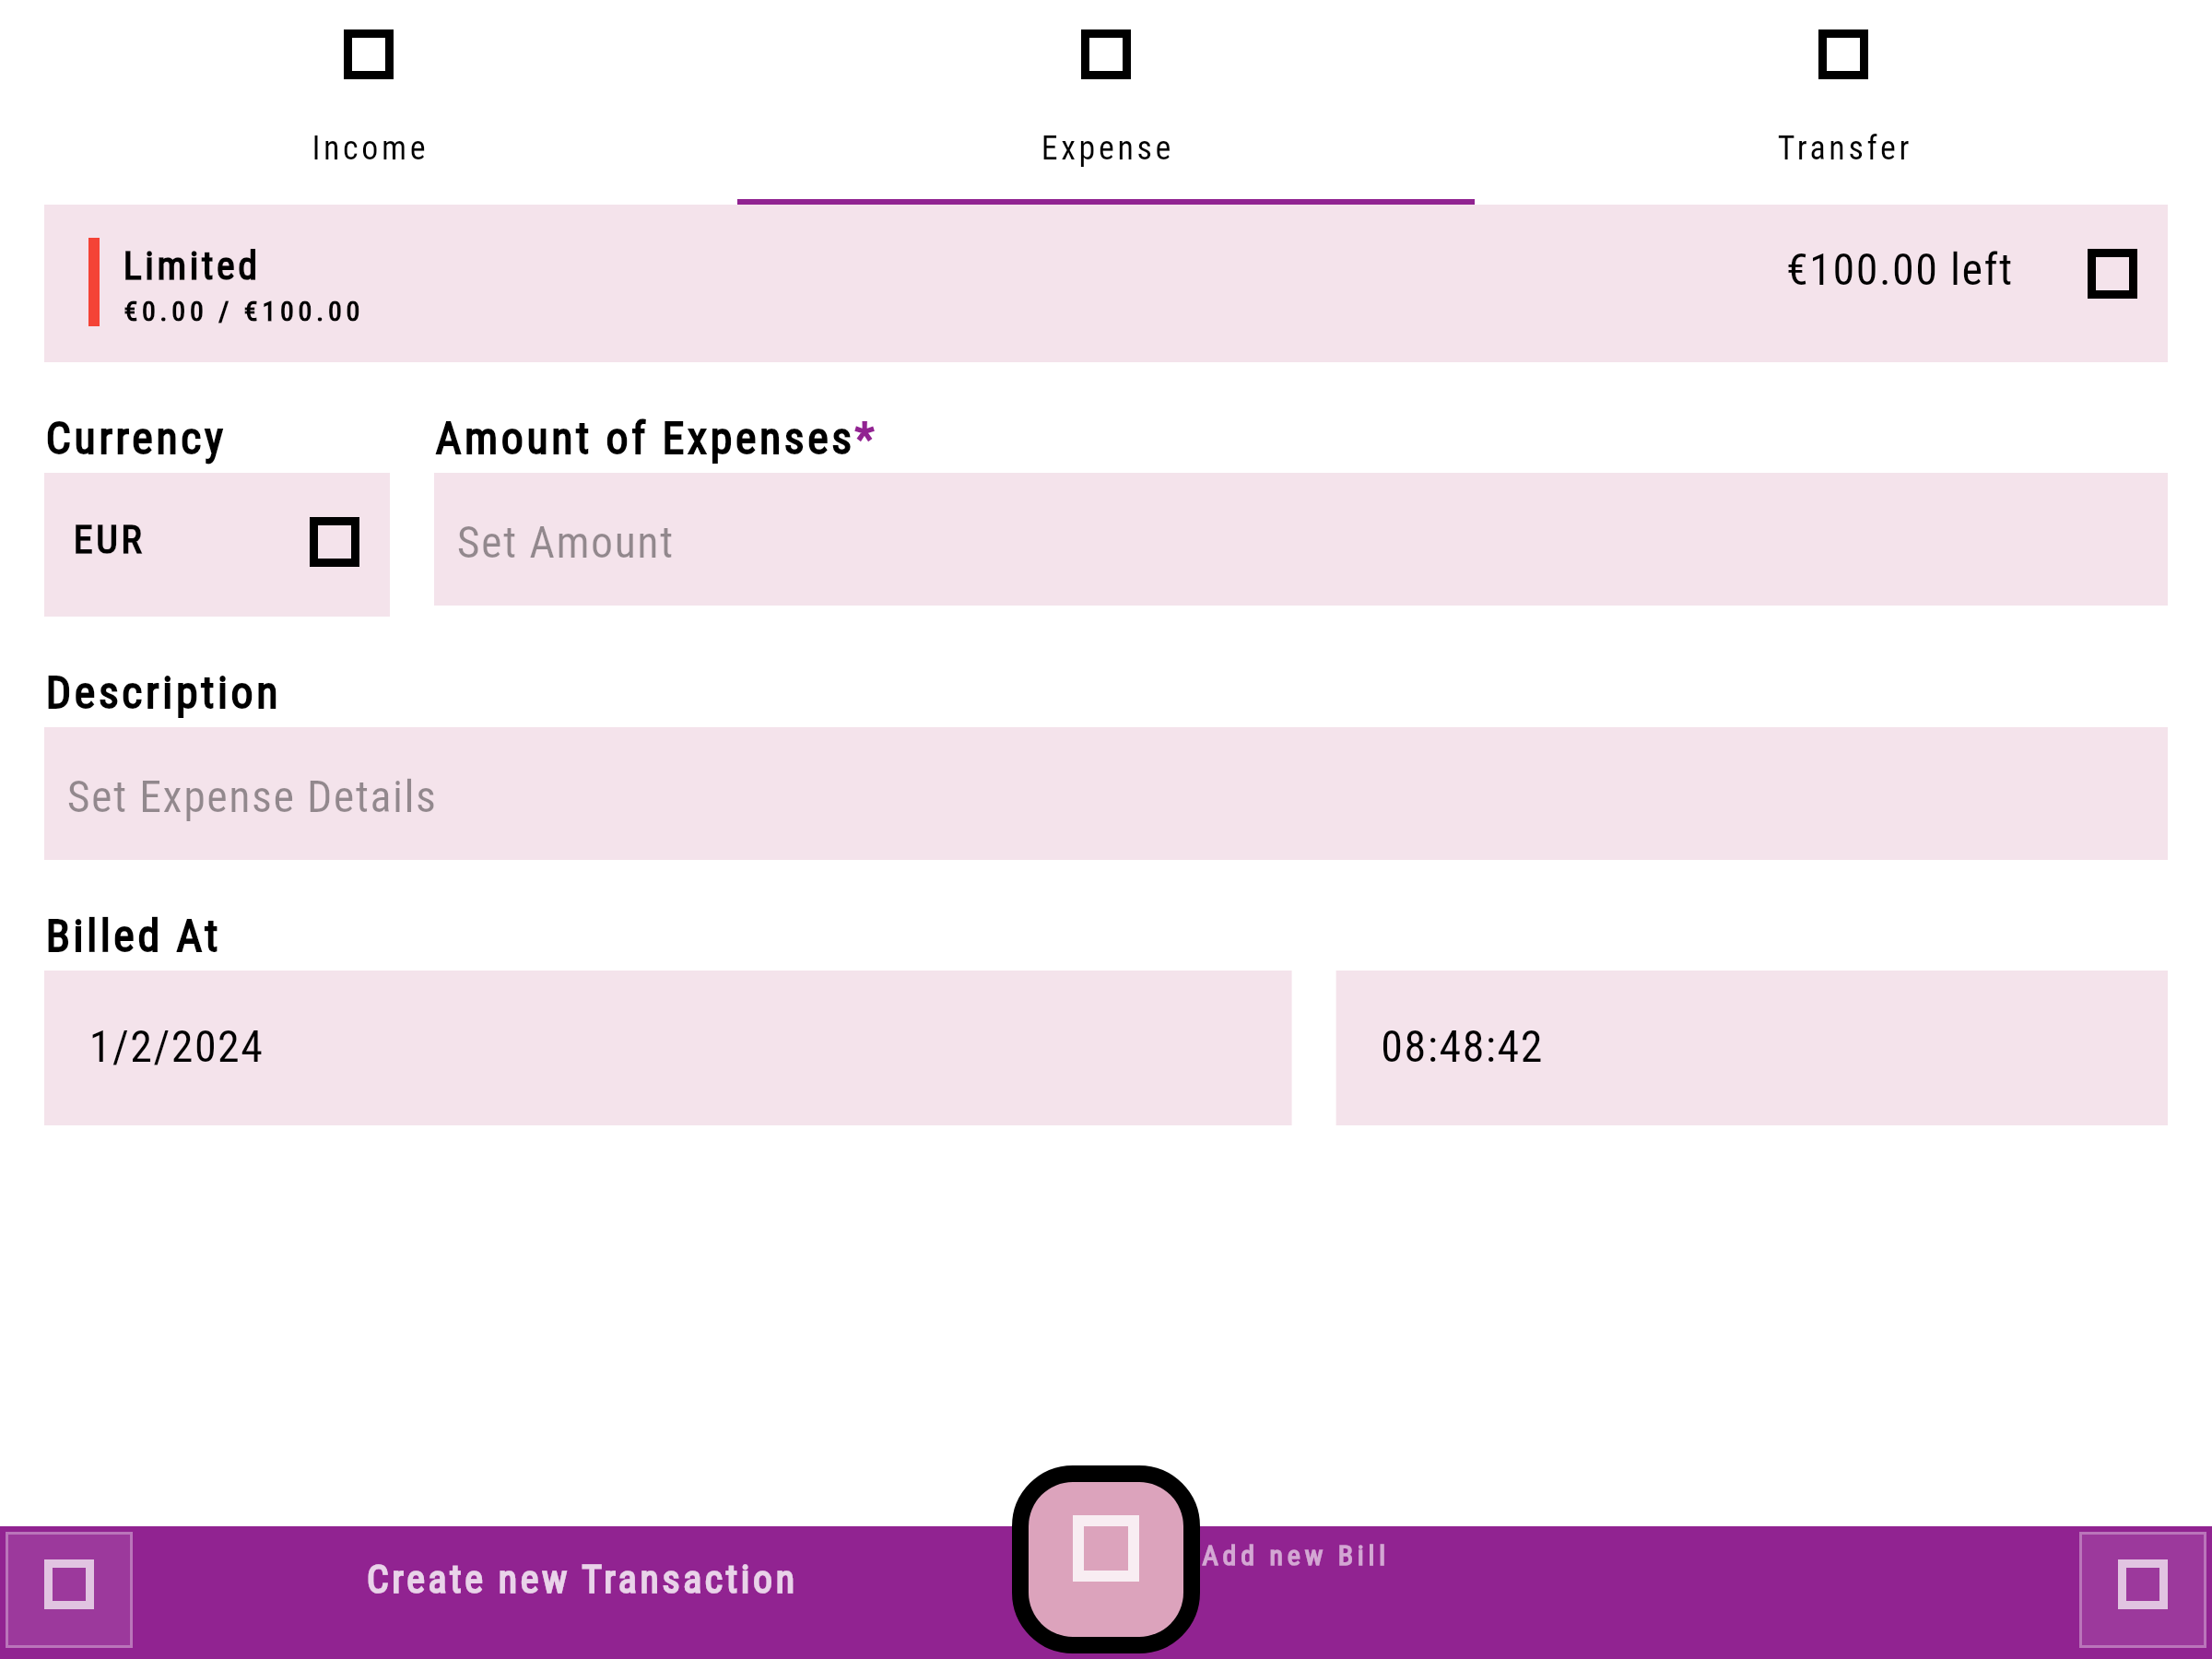 Income
Expense
Transfer
Limited
€0.00 / €100.00
€100.00 left
Currency
Amount of Expenses*
EUR
Set Amount
Description
Set Expense Details
Billed At
1/2/2024
08:48:42
Create new Transaction
Add new Bill